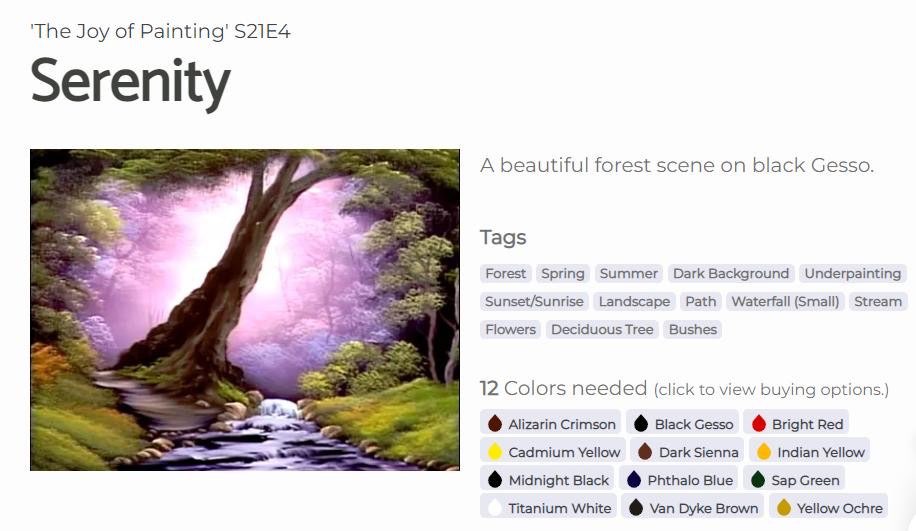 'The Joy of Painting' S21E4
Serenity
A beautiful forest scene on black Gesso.
Tags
Forest Spring Summer Dark Background Underpainting
Sunset/Sunrise Landscape Path Waterfall (Small) Stream
Flowers Deciduous Tree Bushes
12 Colors needed (click to view buying options.)
Alizarin Crimson Black Gesso Bright Red
Cadmium Yellow Dark Sienna Indian Yellow
Midnight Black Phthalo Blue Sap Green
Titanium White Van Dyke Brown Yellow Ochre